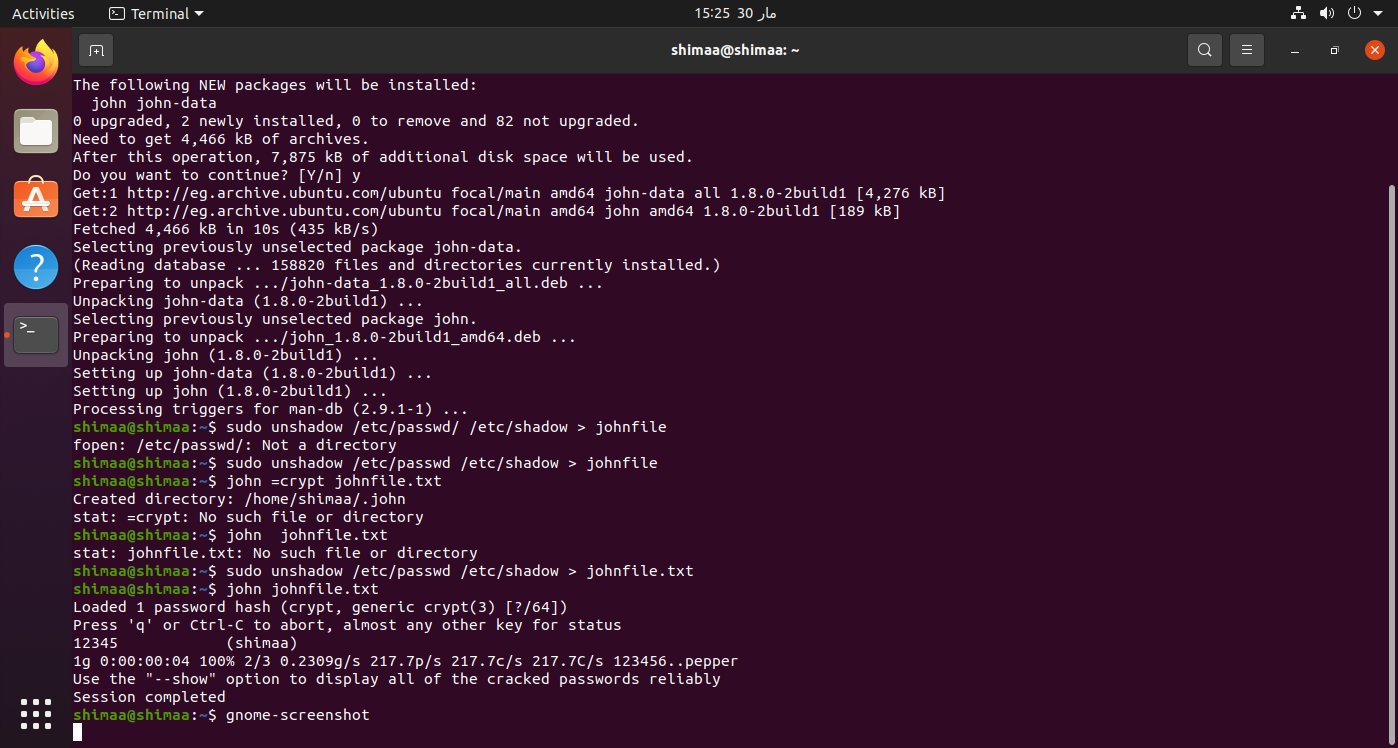 Activities
Terminal
15:25 30 مار
shimaa@shimaa: ~
The following NEW packages will be installed:
  john john-data
0 upgraded, 2 newly installed, 0 to remove and 82 not upgraded.
Need to get 4,466 kB of archives.
After this operation, 7,875 kB of additional disk space will be used.
Do you want to continue? [Y/n] y
Get:1 http://eg.archive.ubuntu.com/ubuntu focal/main amd64 john-data all 1.8.0-2build1 [4,276 kB]
Get:2 http://eg.archive.ubuntu.com/ubuntu focal/main amd64 john amd64 1.8.0-2build1 [189 kB]
Fetched 4,466 kB in 10s (435 kB/s)
Selecting previously unselected package john-data.
(Reading database ... 158820 files and directories currently installed.)
Preparing to unpack .../john-data_1.8.0-2build1_all.deb ...
Unpacking john-data (1.8.0-2build1) ...
Selecting previously unselected package john.
Preparing to unpack .../john_1.8.0-2build1_amd64.deb ...
Unpacking john (1.8.0-2build1) ...
Setting up john-data (1.8.0-2build1) ...
Setting up john (1.8.0-2build1) ...
Processing triggers for man-db (2.9.1-1) ...
shimaa@shimaa:~$ sudo unshadow /etc/passwd/ /etc/shadow > johnfile
fopen: /etc/passwd/: Not a directory
shimaa@shimaa:~$ sudo unshadow /etc/passwd /etc/shadow > johnfile
shimaa@shimaa:~$ john =crypt johnfile.txt
Created directory: /home/shimaa/.john
stat: =crypt: No such file or directory
shimaa@shimaa:~$ john  johnfile.txt
stat: johnfile.txt: No such file or directory
shimaa@shimaa:~$ sudo unshadow /etc/passwd /etc/shadow > johnfile.txt
shimaa@shimaa:~$ john johnfile.txt
Loaded 1 password hash (crypt, generic crypt(3) [?/64])
Press 'q' or Ctrl-C to abort, almost any other key for status
12345            (shimaa)
1g 0:00:00:04 100% 2/3 0.2309g/s 217.7p/s 217.7c/s 217.7C/s 123456..pepper
Use the "--show" option to display all of the cracked passwords reliably
Session completed
shimaa@shimaa:~$ gnome-screenshot